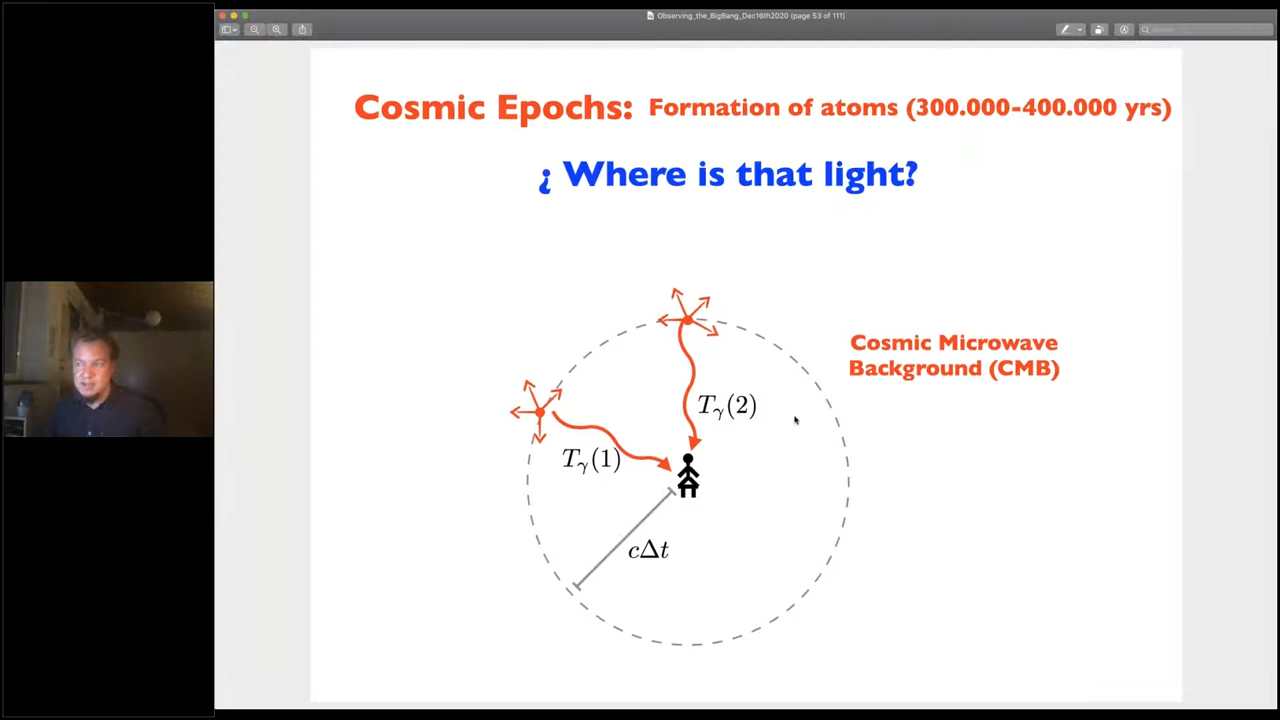 Observing_the_BigBang_Dec16th2020 (page 53 of 111)
Cosmic Epochs: Formation of atoms (300.000-400.000 yrs)
¿ Where is that light?
Cosmic Microwave
Background (CMB)
Tγ(2)
Tγ(1)
cΔt